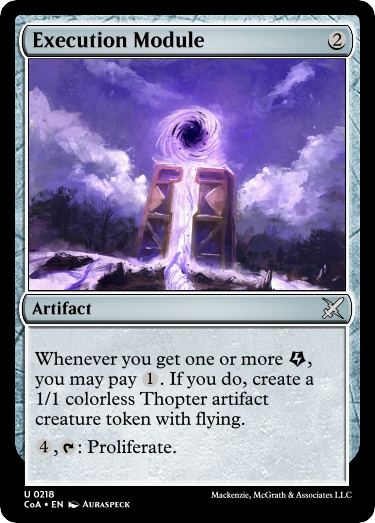 Execution Module 2
Artifact
Whenever you get one or more ,
you may pay 1. If you do, create a
1/1 colorless Thopter artifact
creature token with flying.
4, : Proliferate.
U 0218
CoA • EN Auraspeck
Mackenzie, McGrath & Associates LLC